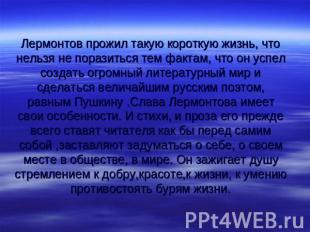 Лермонтов прожил такую короткую жизнь, что
нельзя не поразиться тем фактам, что он успел
создать огромный литературный мир и
сделаться величайшим русским поэтом,
равным Пушкину .Слава Лермонтова имеет
свои особенности. И стихи, и проза его прежде
всего ставят читателя как бы перед самим
собой ,заставляют задуматься о себе, о своем
месте в обществе, в мире. Он зажигает душу
стремлением к добру,красоте,к жизни, к умению
противостоять бурям жизни.
PPt4WEB.ru